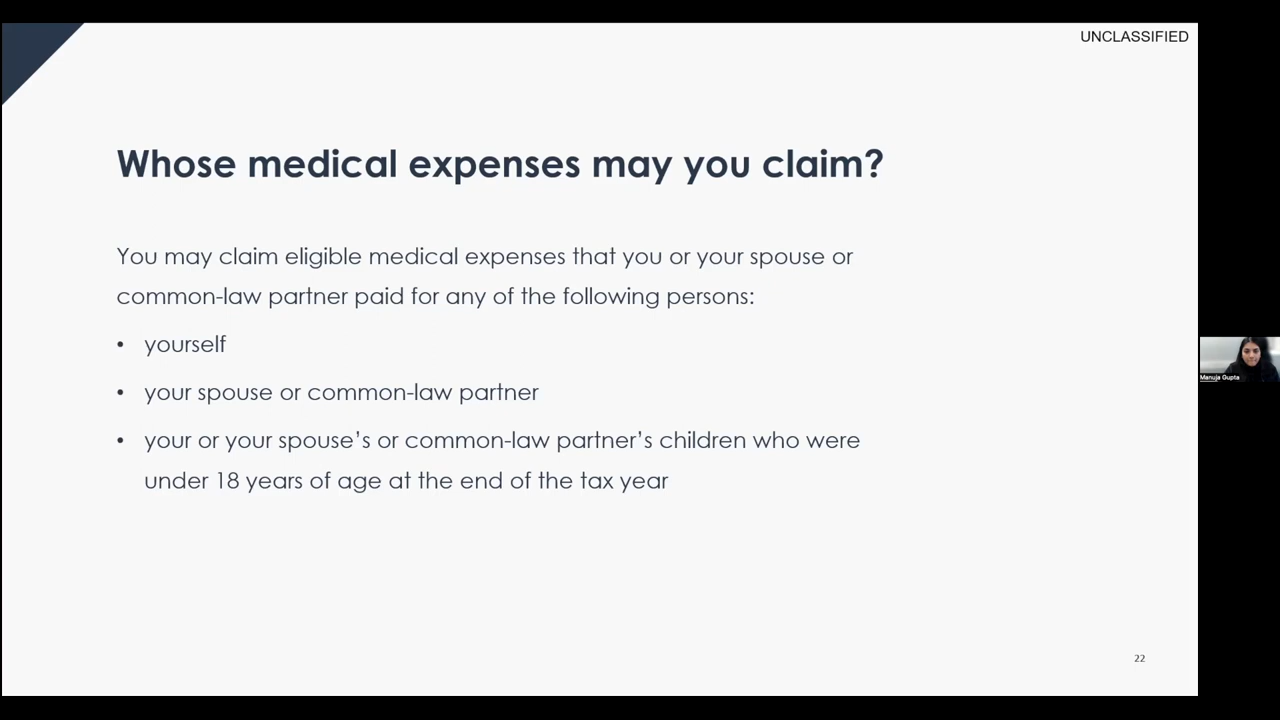 UNCLASSIFIED
Whose medical expenses may you claim?
You may claim eligible medical expenses that you or your spouse or
common-law partner paid for any of the following persons:
• yourself
• your spouse or common-law partner
• your or your spouse’s or common-law partner’s children who were
under 18 years of age at the end of the tax year
Manuja Gupta
22